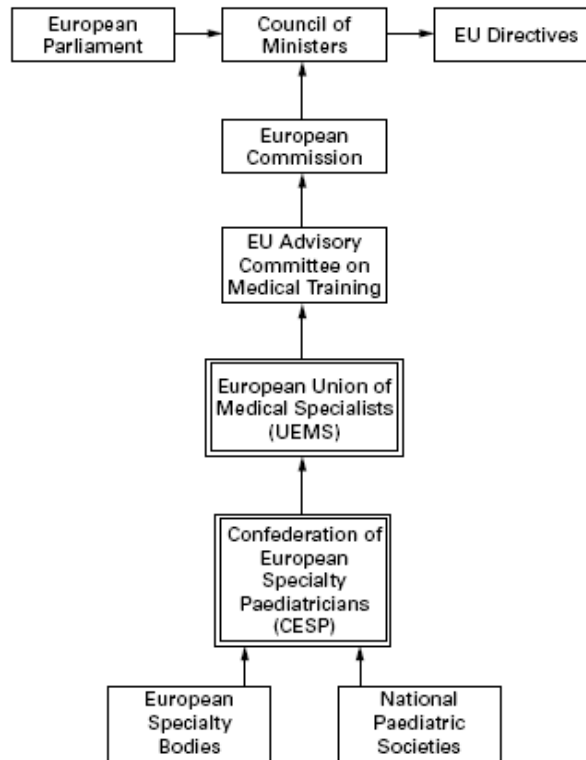 European
Parliament
Council of
Ministers
EU Directives
European
Commission
EU Advisory
Committee on
Medical Training
European Union of
Medical Specialists
(UEMS)
Confederation of
European
Specialty
Paediatricians
(CESP)
European
Specialty
Bodies
National
Paediatric
Societies